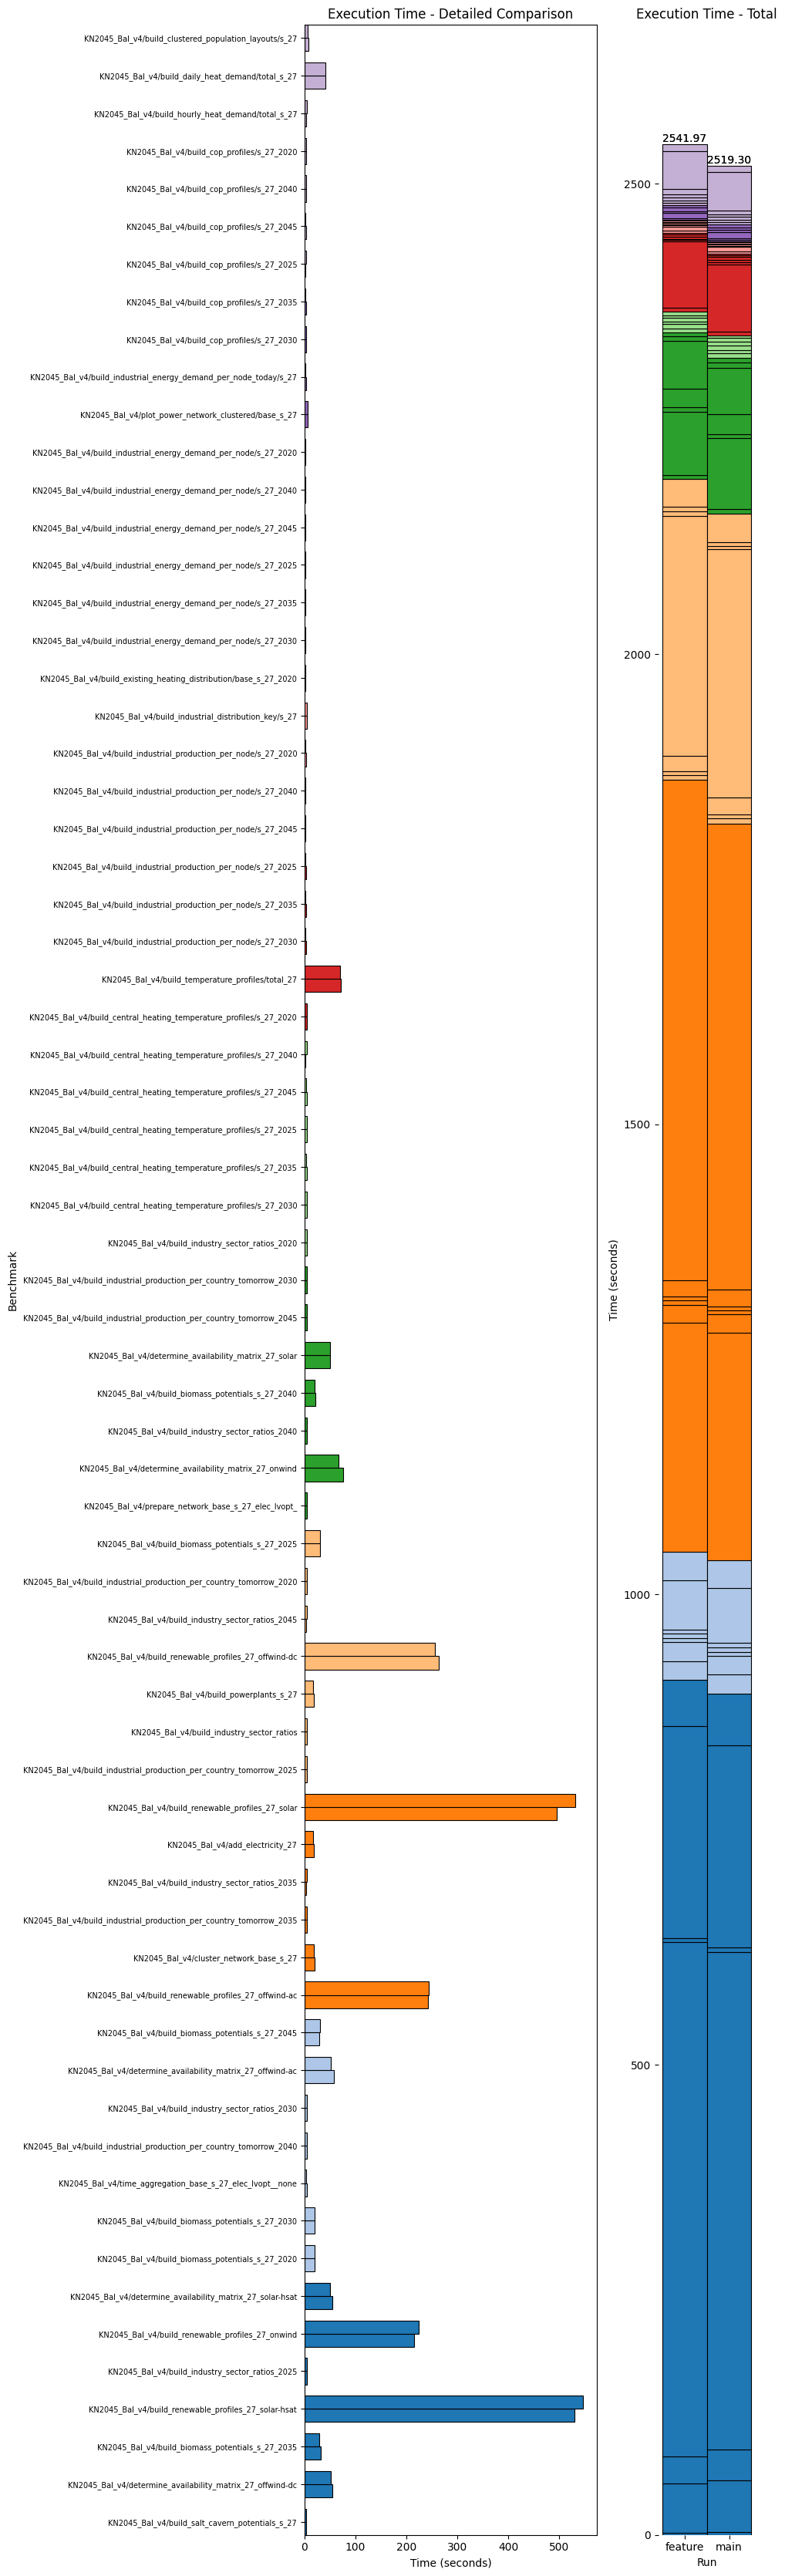 Execution Time - Detailed Comparison
Execution Time - Total
KN2045_Bal_v4/build_clustered_population_layouts/s_27
KN2045_Bal_v4/build_daily_heat_demand/total_s_27
KN2045_Bal_v4/build_hourly_heat_demand/total_s_27
KN2045_Bal_v4/build_cop_profiles/s_27_2020
KN2045_Bal_v4/build_cop_profiles/s_27_2040
KN2045_Bal_v4/build_cop_profiles/s_27_2045
KN2045_Bal_v4/build_cop_profiles/s_27_2025
KN2045_Bal_v4/build_cop_profiles/s_27_2035
KN2045_Bal_v4/build_cop_profiles/s_27_2030
KN2045_Bal_v4/build_industrial_energy_demand_per_node_today/s_27
KN2045_Bal_v4/plot_power_network_clustered/base_s_27
KN2045_Bal_v4/build_industrial_energy_demand_per_node/s_27_2020
KN2045_Bal_v4/build_industrial_energy_demand_per_node/s_27_2040
KN2045_Bal_v4/build_industrial_energy_demand_per_node/s_27_2045
KN2045_Bal_v4/build_industrial_energy_demand_per_node/s_27_2025
KN2045_Bal_v4/build_industrial_energy_demand_per_node/s_27_2035
KN2045_Bal_v4/build_industrial_energy_demand_per_node/s_27_2030
KN2045_Bal_v4/build_existing_heating_distribution/base_s_27_2020
KN2045_Bal_v4/build_industrial_distribution_key/s_27
KN2045_Bal_v4/build_industrial_production_per_node/s_27_2020
KN2045_Bal_v4/build_industrial_production_per_node/s_27_2040
KN2045_Bal_v4/build_industrial_production_per_node/s_27_2045
KN2045_Bal_v4/build_industrial_production_per_node/s_27_2025
KN2045_Bal_v4/build_industrial_production_per_node/s_27_2035
KN2045_Bal_v4/build_industrial_production_per_node/s_27_2030
KN2045_Bal_v4/build_temperature_profiles/total_27
KN2045_Bal_v4/build_central_heating_temperature_profiles/s_27_2020
KN2045_Bal_v4/build_central_heating_temperature_profiles/s_27_2040
KN2045_Bal_v4/build_central_heating_temperature_profiles/s_27_2045
KN2045_Bal_v4/build_central_heating_temperature_profiles/s_27_2025
KN2045_Bal_v4/build_central_heating_temperature_profiles/s_27_2035
KN2045_Bal_v4/build_central_heating_temperature_profiles/s_27_2030
KN2045_Bal_v4/build_industry_sector_ratios_2020
KN2045_Bal_v4/build_industrial_production_per_country_tomorrow_2030
KN2045_Bal_v4/build_industrial_production_per_country_tomorrow_2045
KN2045_Bal_v4/determine_availability_matrix_27_solar
KN2045_Bal_v4/build_biomass_potentials_s_27_2040
KN2045_Bal_v4/build_industry_sector_ratios_2040
KN2045_Bal_v4/determine_availability_matrix_27_onwind
KN2045_Bal_v4/prepare_network_base_s_27_elec_lvopt_
KN2045_Bal_v4/build_biomass_potentials_s_27_2025
KN2045_Bal_v4/build_industrial_production_per_country_tomorrow_2020
KN2045_Bal_v4/build_industry_sector_ratios_2045
KN2045_Bal_v4/build_renewable_profiles_27_offwind-dc
KN2045_Bal_v4/build_powerplants_s_27
KN2045_Bal_v4/build_industry_sector_ratios
KN2045_Bal_v4/build_industrial_production_per_country_tomorrow_2025
KN2045_Bal_v4/build_renewable_profiles_27_solar
KN2045_Bal_v4/add_electricity_27
KN2045_Bal_v4/build_industry_sector_ratios_2035
KN2045_Bal_v4/build_industrial_production_per_country_tomorrow_2035
KN2045_Bal_v4/cluster_network_base_s_27
KN2045_Bal_v4/build_renewable_profiles_27_offwind-ac
KN2045_Bal_v4/build_biomass_potentials_s_27_2045
KN2045_Bal_v4/determine_availability_matrix_27_offwind-ac
KN2045_Bal_v4/build_industry_sector_ratios_2030
KN2045_Bal_v4/build_industrial_production_per_country_tomorrow_2040
KN2045_Bal_v4/time_aggregation_base_s_27_elec_lvopt__none
KN2045_Bal_v4/build_biomass_potentials_s_27_2030
KN2045_Bal_v4/build_biomass_potentials_s_27_2020
KN2045_Bal_v4/determine_availability_matrix_27_solar-hsat
KN2045_Bal_v4/build_renewable_profiles_27_onwind
KN2045_Bal_v4/build_industry_sector_ratios_2025
KN2045_Bal_v4/build_renewable_profiles_27_solar-hsat
KN2045_Bal_v4/build_biomass_potentials_s_27_2035
KN2045_Bal_v4/determine_availability_matrix_27_offwind-dc
KN2045_Bal_v4/build_salt_cavern_potentials_s_27
Benchmark
0 100 200 300 400 500
Time (seconds)
2541.97
2519.30
2500
2000
1500
1000
500
0
Time (seconds)
feature main
Run